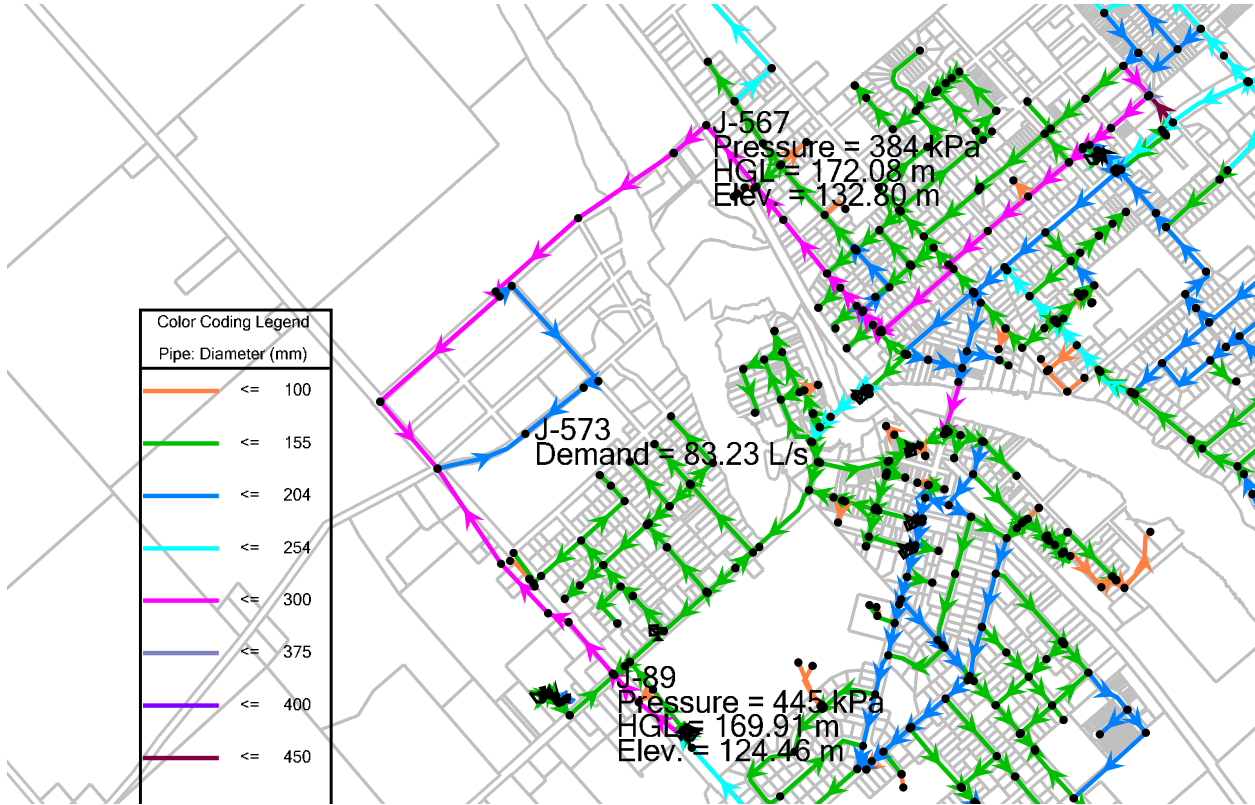 J-567
Pressure = 384 kPa
HGL = 172.08 m
Elev. = 132.80 m
Color Coding Legend
Pipe: Diameter (mm)
<= 100
<= 155
<= 204
<= 254
<= 300
<= 375
<= 400
<= 450
J-573
Demand = 83.23 L/s
J-89
Pressure = 445 kPa
HGL = 169.91 m
Elev. = 124.46 m